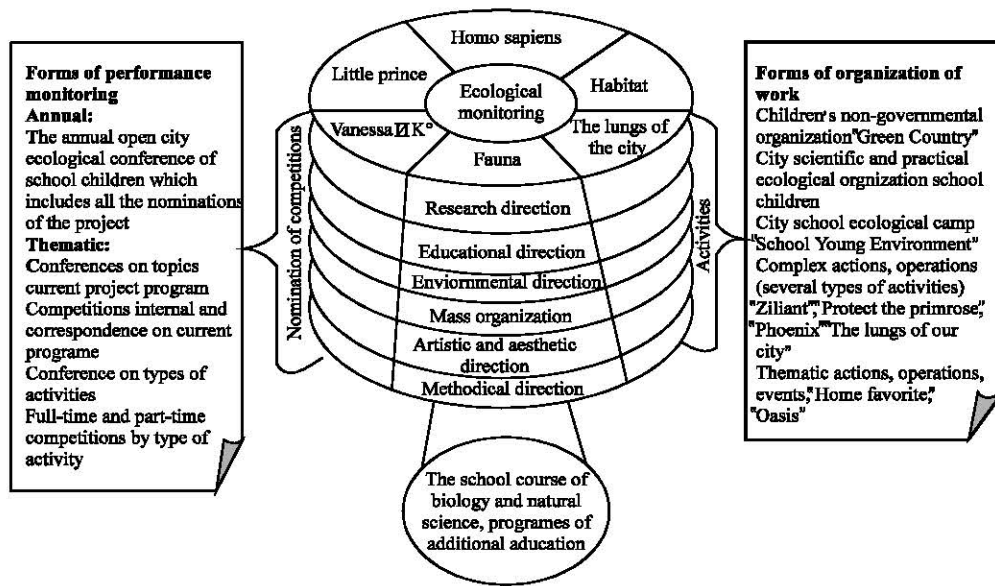 Forms of performance
monitoring
Annual:
The annual open city
ecological conference of
school children which
includes all the nominations
of the project
Thematic:
Conferences on topics
current project program
Competitions internal and
correspondence on current
programe
Conference on types of
activities
Full-time and part-time
competitions by type of
activity
Nomination of competitions
Homo sapiens
Little prince
Habitat
Ecological
monitoring
Vanessa И К°
The lungs of
the city
Fauna
Research direction
Educational direction
Enviornmental direction
Mass organization
Artistic and aesthetic
direction
Methodical direction
The school course of
biology and natural
science, programes of
additional aducation
Activities
Forms of organization of
work
Children's non-governmental
organization"Green Country"
City scientific and practical
ecological orgnization school
children
City school ecological camp
"School Young Environment"
Complex actions, operations
(several types of activities)
"Ziliant","Protect the primrose,"
"Phoenix""The lungs of our
city"
Thematic actions, operations,
events,"Home favorite,"
"Oasis"